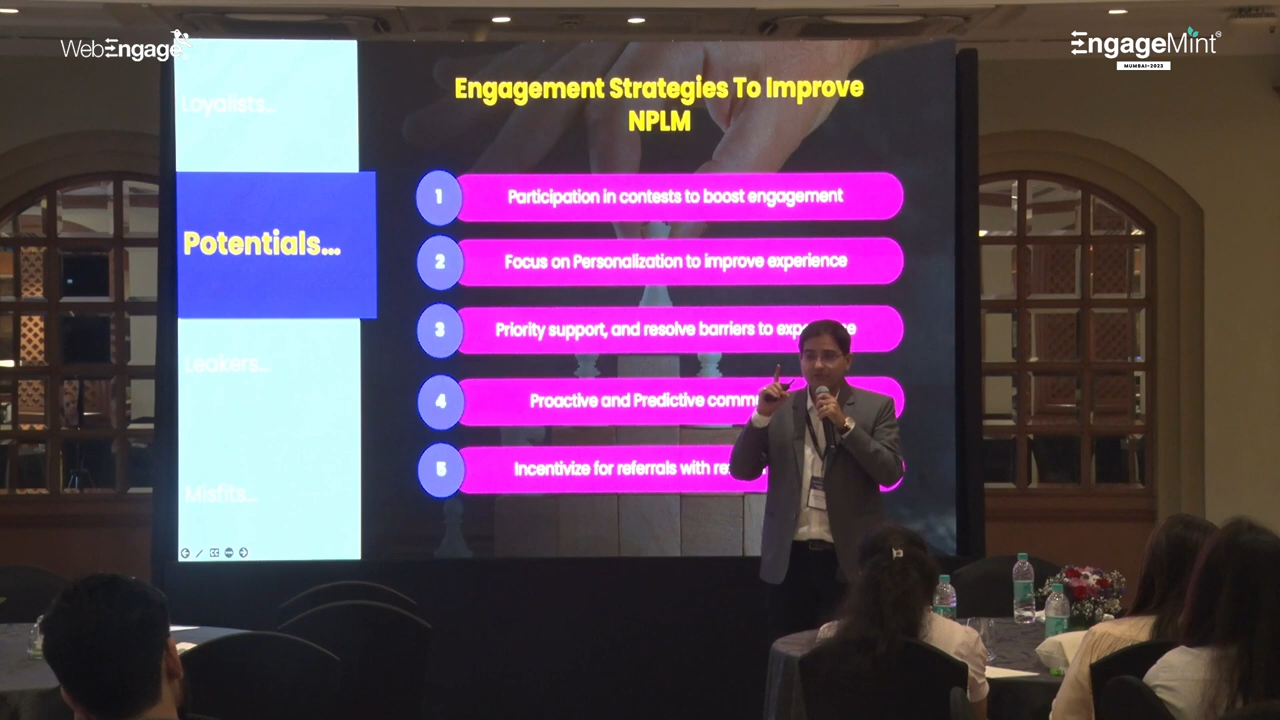 WebEngage
EngageMint
MUMBAI-2023
Loyalists...
Potentials...
Leakers...
Misfits...
Engagement Strategies To Improve
NPLM
1 Participation in contests to boost engagement
2 Focus on Personalization to improve experience
3 Priority support, and resolve barriers to
4 Proactive and Predictive
5 Incentivize for referrals with